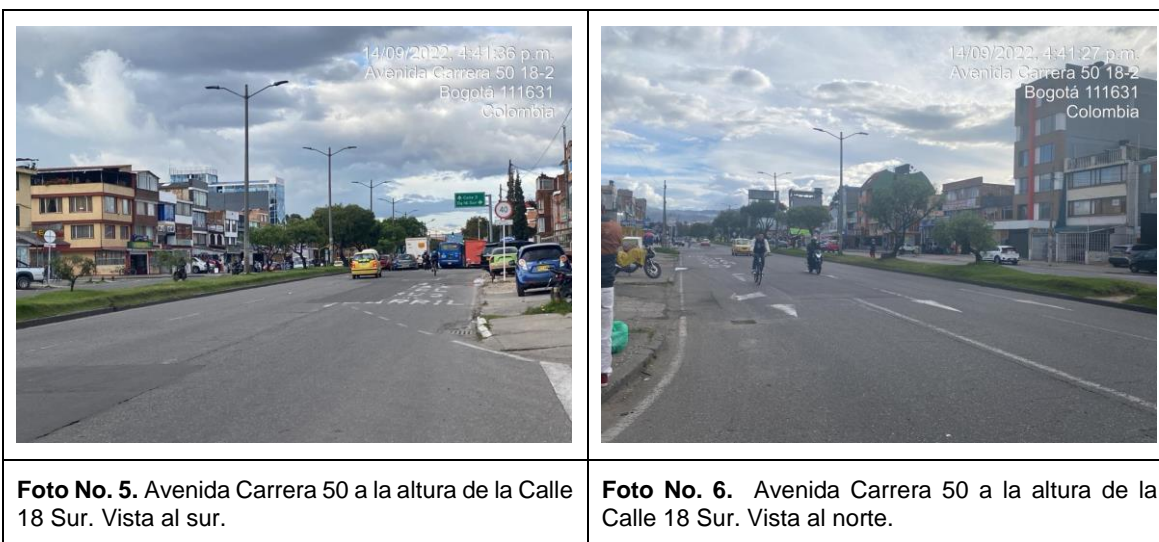 14/09/2022, 4:41:36 p.m.
Avenida Carrera 50 18-2
Bogotá 111631
Colombia
40
14/09/2022, 4:41:27 p.m.
Avenida Carrera 50 18-2
Bogotá 111631
Colombia
Foto No. 5. Avenida Carrera 50 a la altura de la Calle
18 Sur. Vista al sur.
Foto No. 6. Avenida Carrera 50 a la altura de la
Calle 18 Sur. Vista al norte.